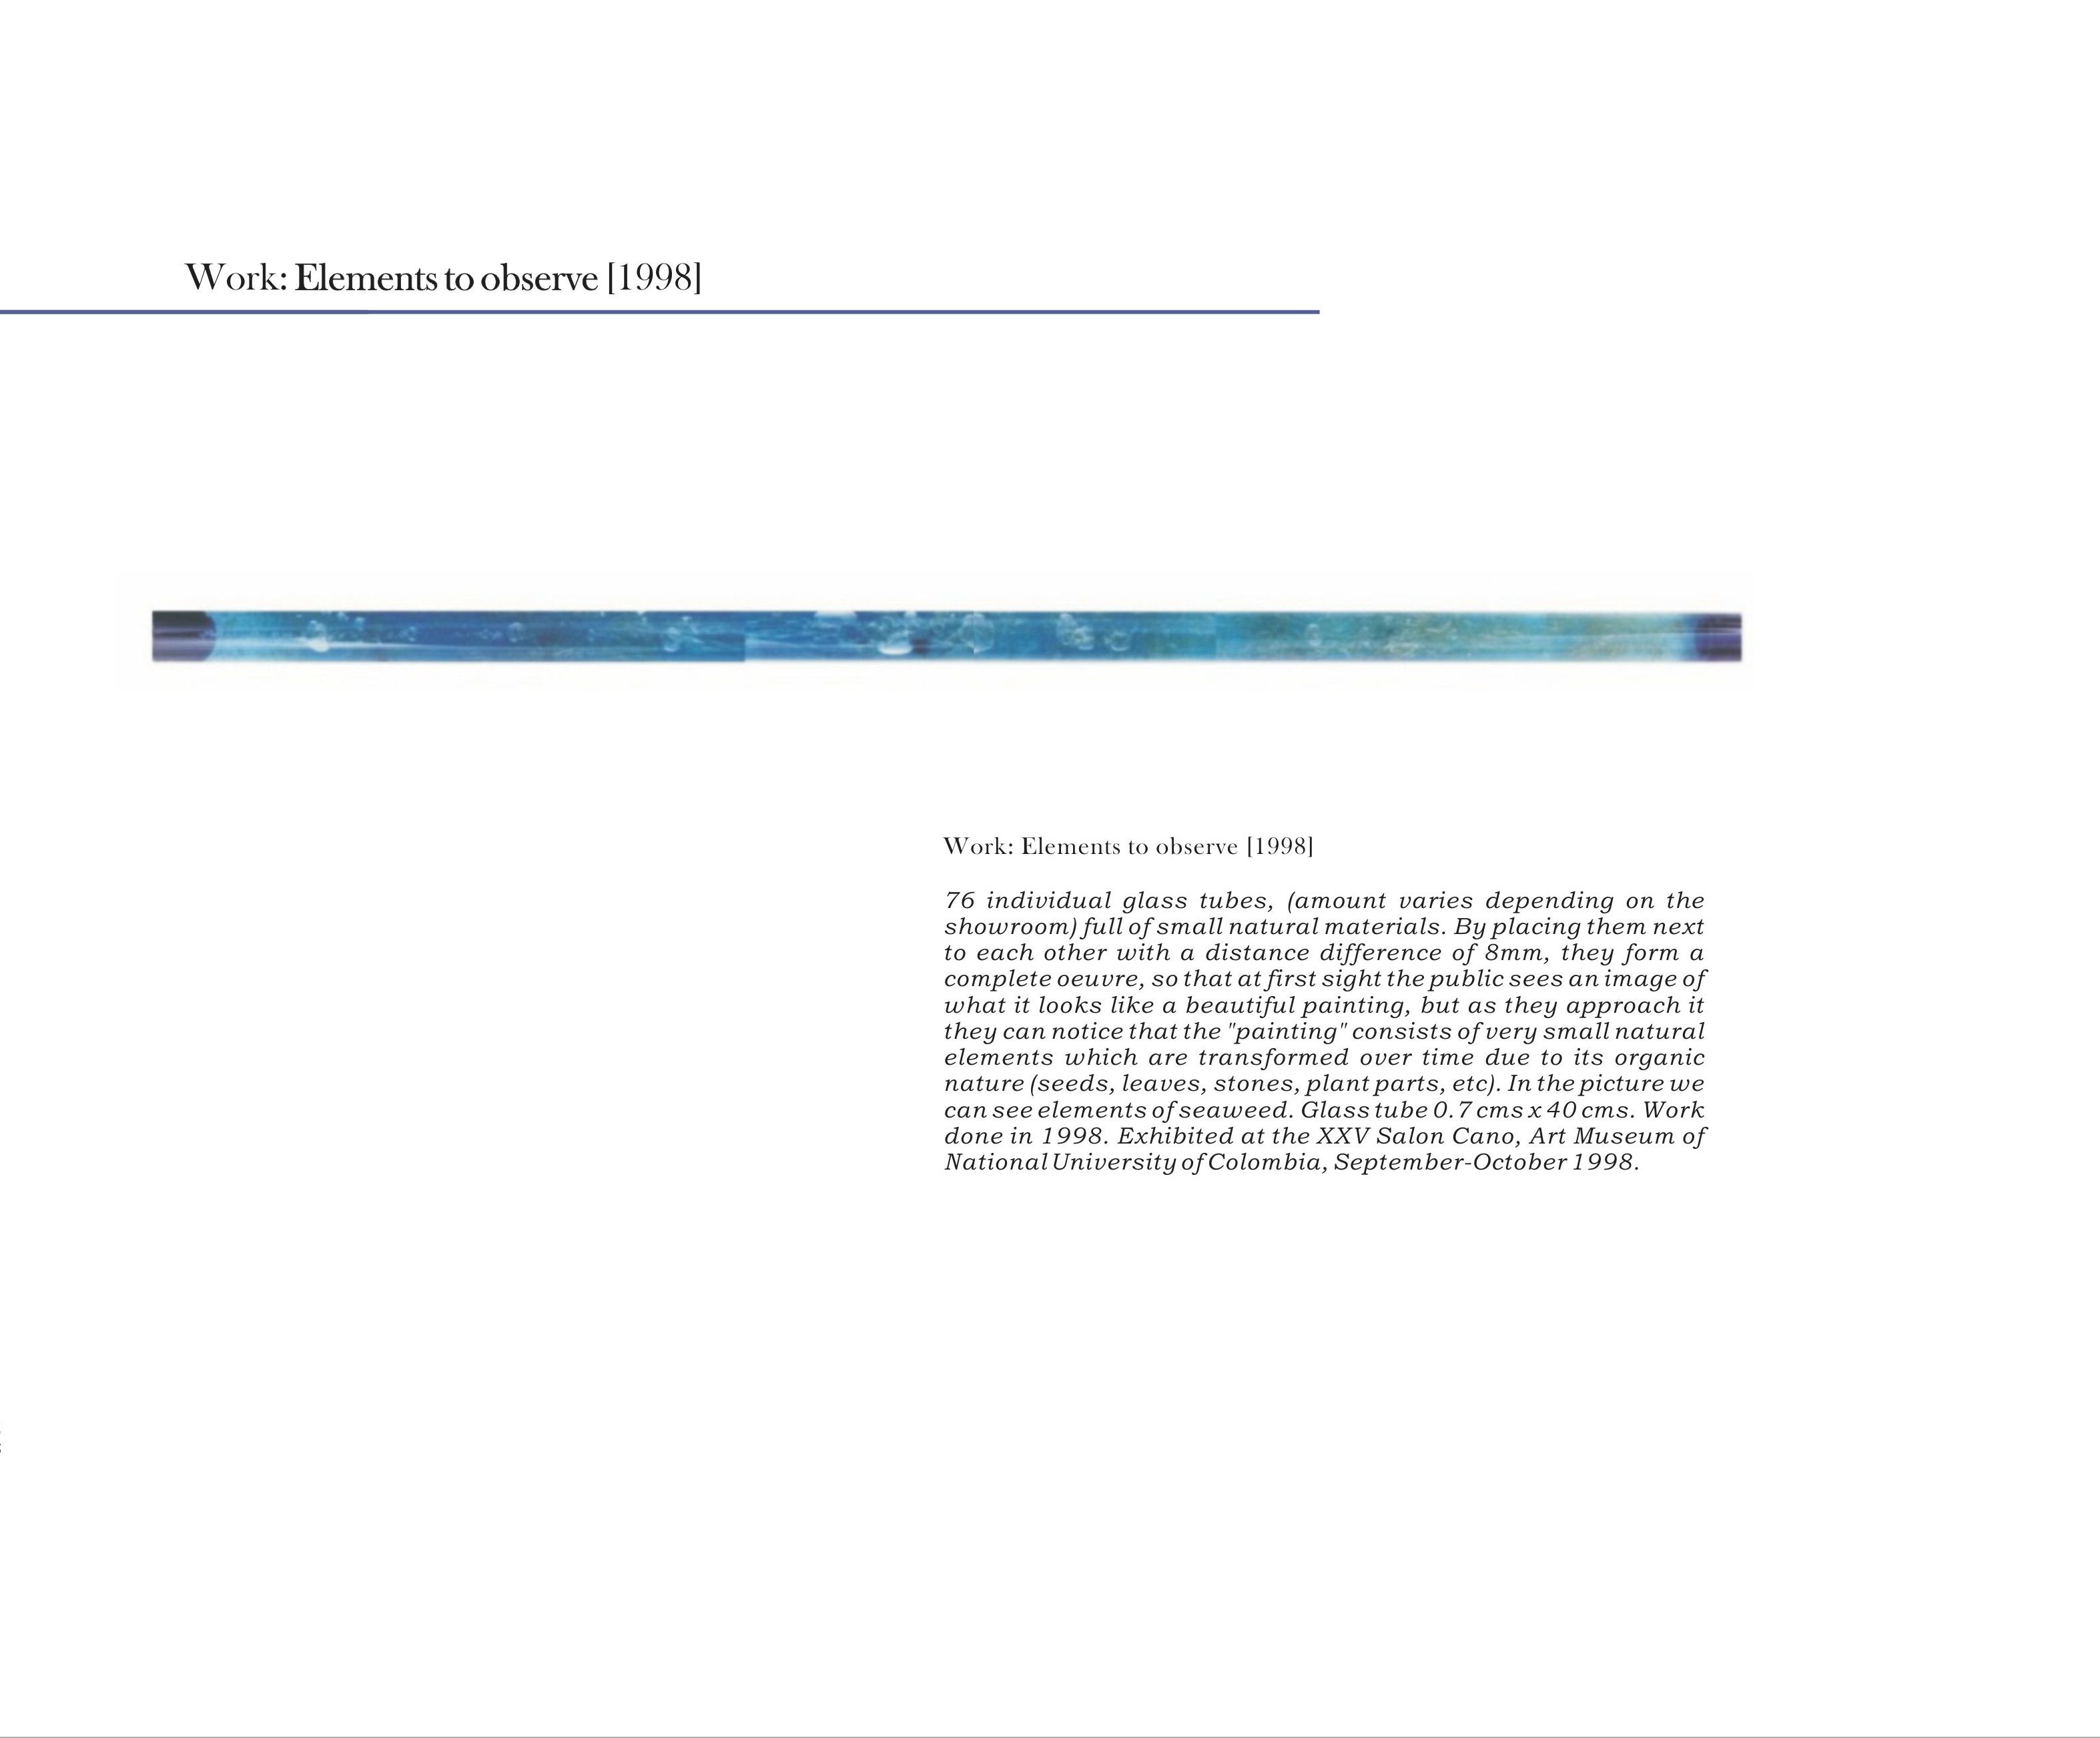 Work: Elements to observe [1998]
Work: Elements to observe [1998]
76 individual glass tubes, (amount varies depending on the
showroom) full of small natural materials. By placing them next
to each other with a distance difference of 8mm, they form a
complete oeuvre, so that at first sight the public sees an image of
what it looks like a beautiful painting, but as they approach it
they can notice that the "painting" consists of very small natural
elements which are transformed over time due to its organic
nature (seeds, leaves, stones, plant parts, etc). In the picture we
can see elements of seaweed. Glass tube 0.7 cms x 40 cms. Work
done in 1998. Exhibited at the XXV Salon Cano, Art Museum of
National University of Colombia, September-October 1998.